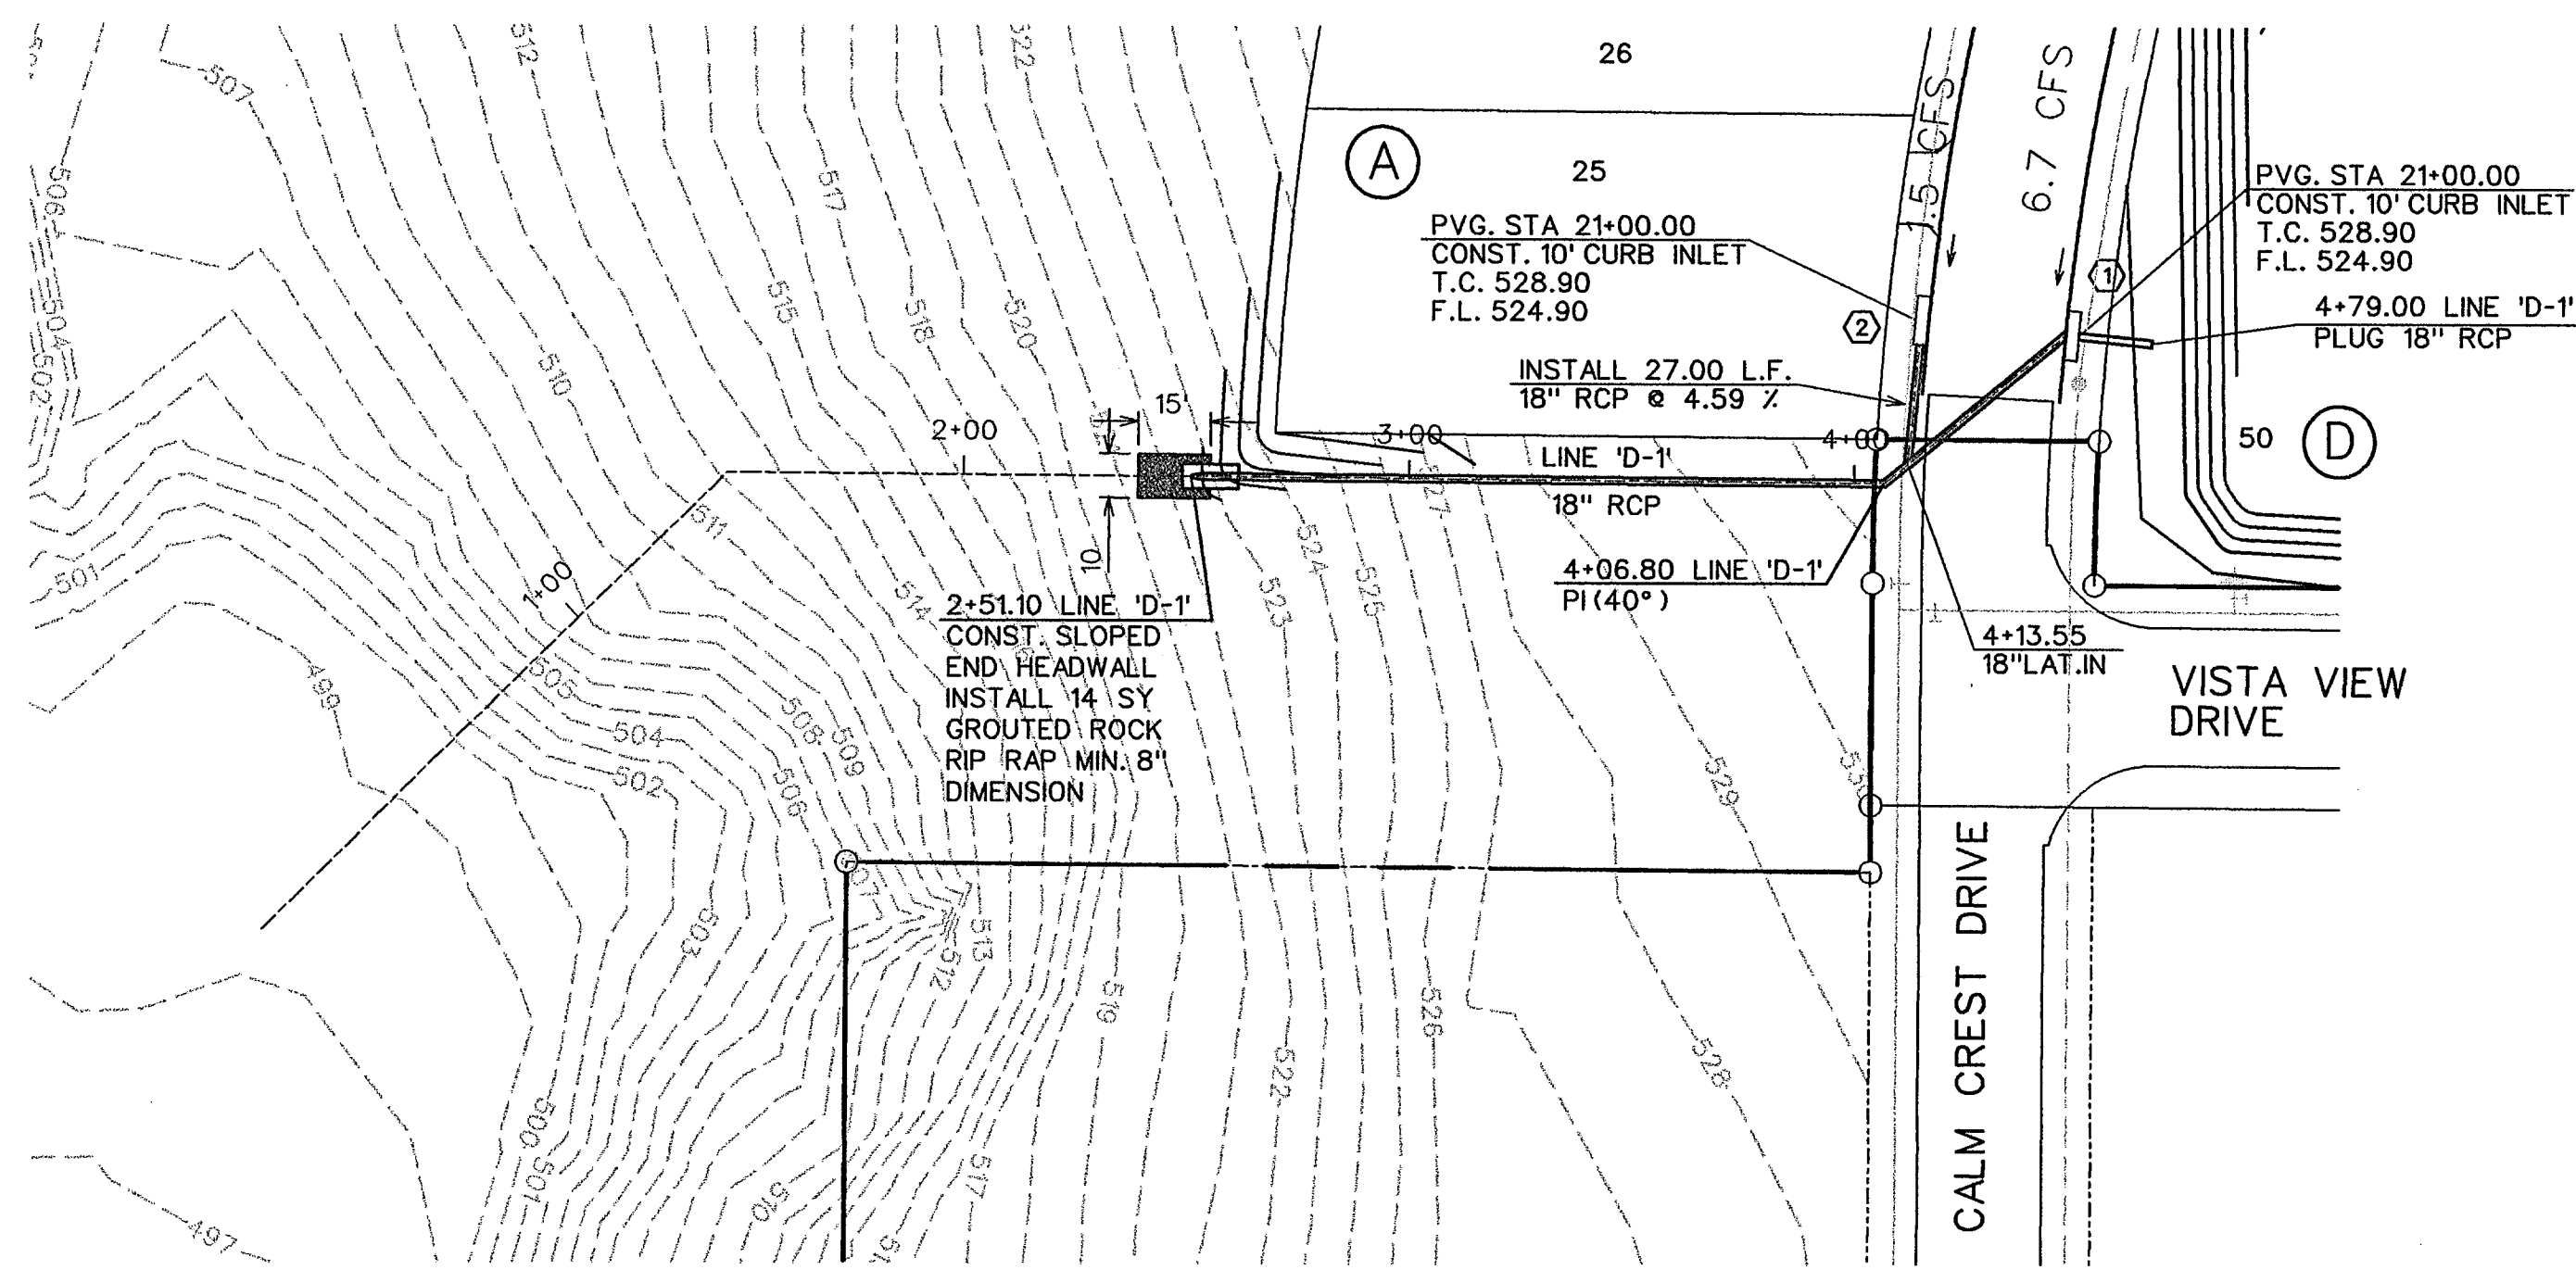 26
A
25
1.5 CFS
6.7 CFS
PVG. STA 21+00.00
CONST. 10' CURB INLET
T.C. 528.90
F.L. 524.90
PVG. STA 21+00.00
CONST. 10' CURB INLET
T.C. 528.90
F.L. 524.90
1
2
4+79.00 LINE 'D-1'
PLUG 18" RCP
INSTALL 27.00 L.F.
18" RCP @ 4.59 %
50
D
15'
10
1+00
2+00
3+00
4+00
LINE 'D-1'
18" RCP
4+06.80 LINE 'D-1'
PI (40°)
4+13.55
18"LAT.IN
2+51.10 LINE 'D-1'
CONST. SLOPED
END HEADWALL
INSTALL 14 SY
GROUTED ROCK
RIP RAP MIN. 8"
DIMENSION
VISTA VIEW
DRIVE
CALM CREST DRIVE
507
512
522
506
504
502
517
515
518
520
510
511
501
499
505
504
502
503
508
509
506
507
514
523
524
525
527
529
530
528
526
522
519
513
512
517
510
500
501
497